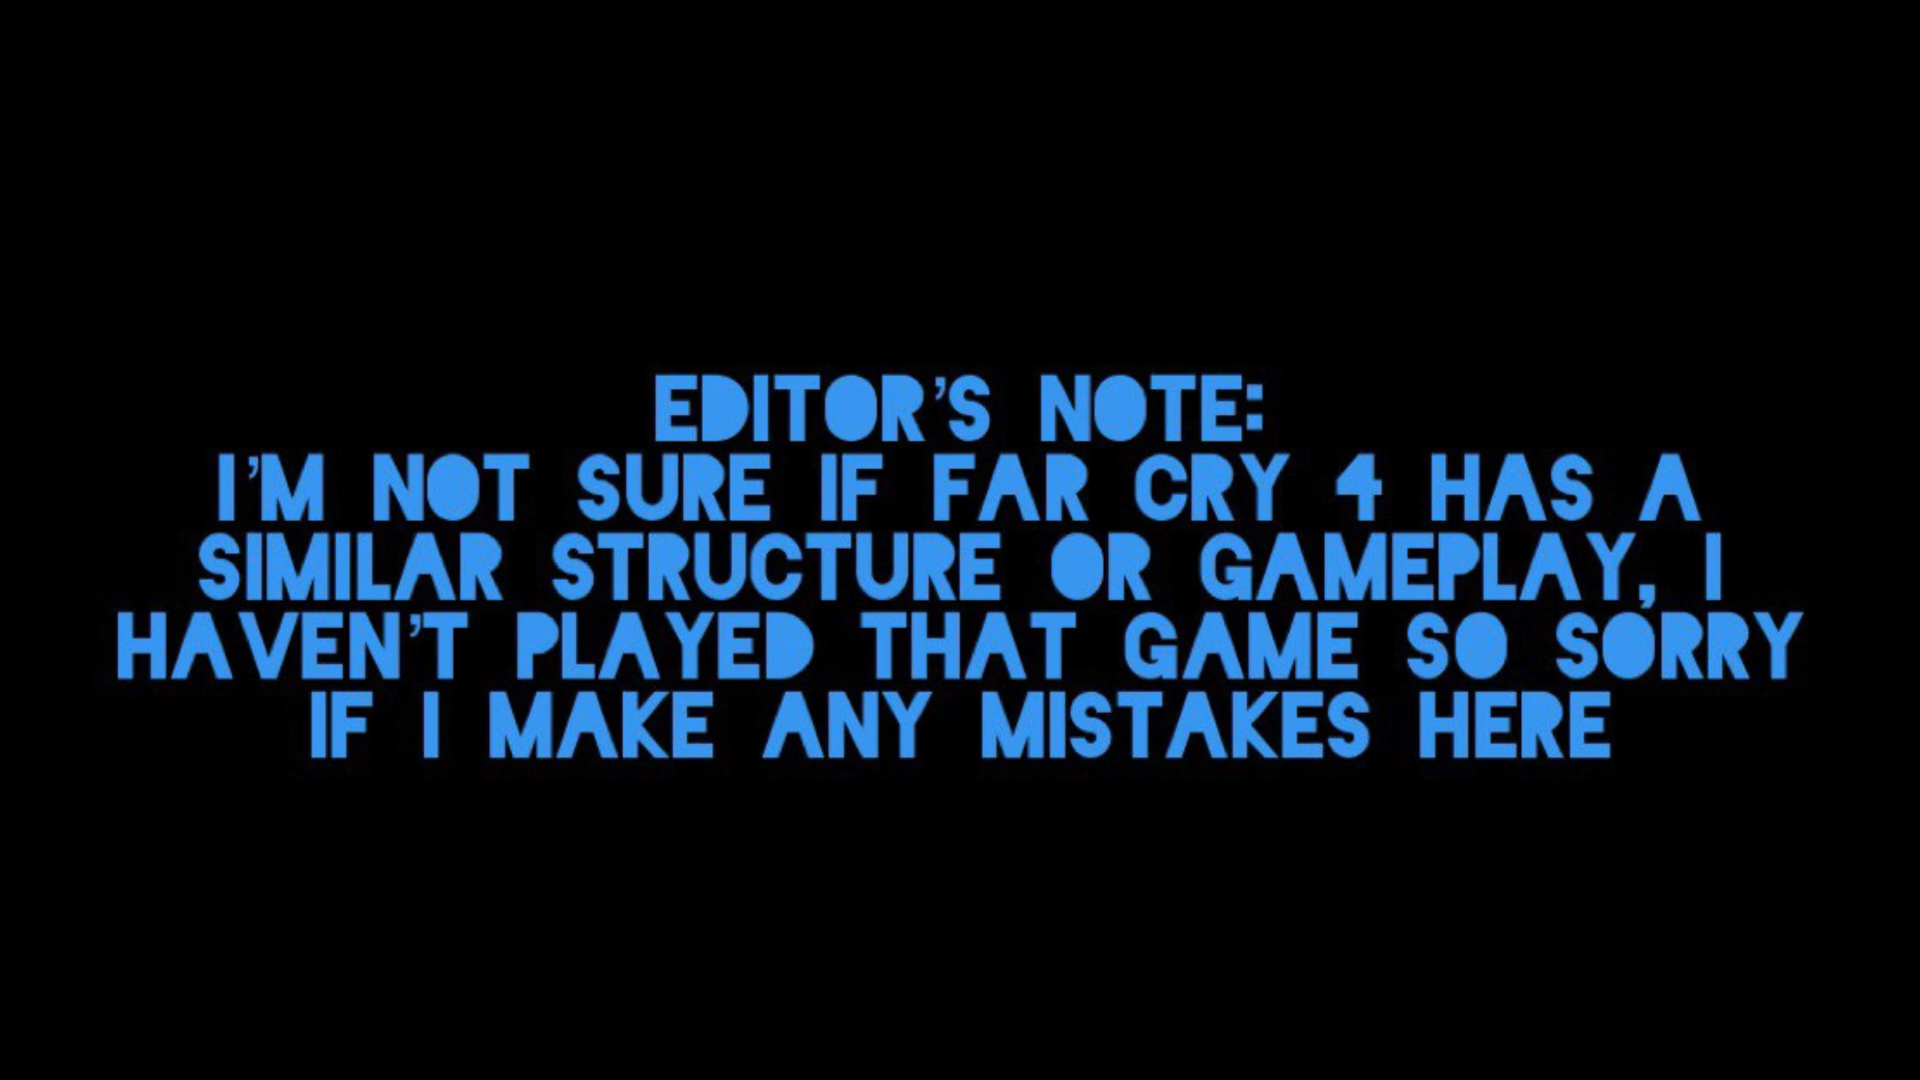 EDITOR'S NOTE:
I'M NOT SURE IF FAR CRY 4 HAS A
SIMILAR STRUCTURE OR GAMEPLAY, I
HAVEN'T PLAYED THAT GAME SO SORRY
IF I MAKE ANY MISTAKES HERE